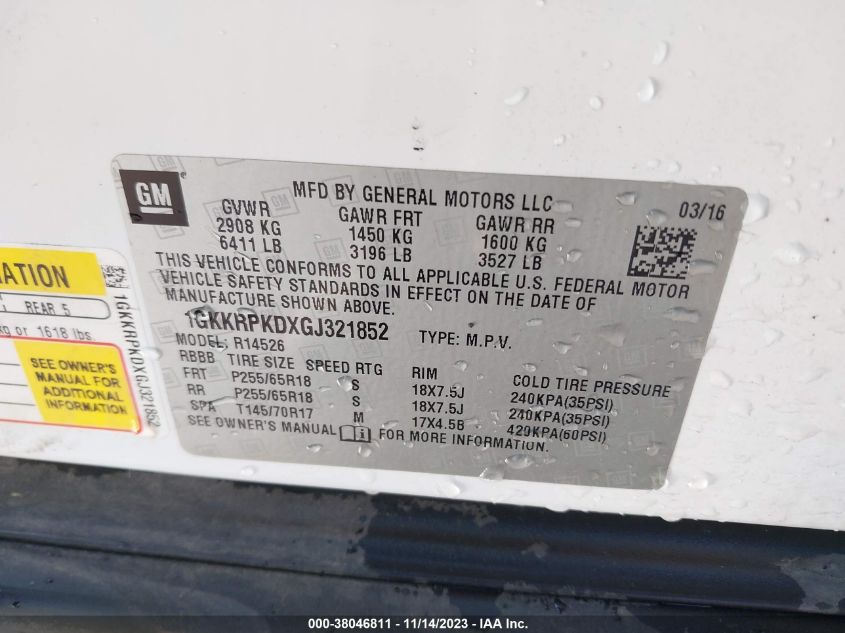 GM
MFD BY GENERAL MOTORS LLC
03/16
GVWR GAWR FRT GAWR RR
2908 KG 1450 KG 1600 KG
6411 LB 3196 LB 3527 LB
THIS VEHICLE CONFORMS TO ALL APPLICABLE U.S. FEDERAL MOTOR
VEHICLE SAFETY STANDARDS IN EFFECT ON THE DATE OF
MANUFACTURE SHOWN ABOVE.
1GKKRPKDXGJ321852 TYPE: M.P.V.
MODEL: R14526
RBBB TIRE SIZE SPEED RTG RIM COLD TIRE PRESSURE
FRT P255/65R18 S 18X7.5J 240KPA(35PSI)
RR P255/65R18 S 18X7.5J 240KPA(35PSI)
SPA T145/70R17 M 17X4.5B 420KPA(60PSI)
SEE OWNER'S MANUAL FOR MORE INFORMATION.
MATION
REAR 5
kg or 1618 lbs.
SEE OWNER'S
MANUAL FOR
ADDITIONAL
INFORMATION
1GKKRPKDXGJ321852
000-38046811 - 11/14/2023 - IAA Inc.